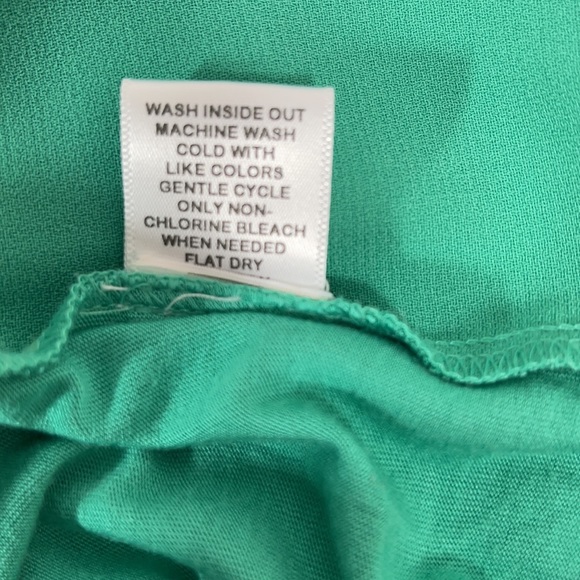 WASH INSIDE OUT
MACHINE WASH
COLD WITH
LIKE COLORS
GENTLE CYCLE
ONLY NON-
CHLORINE BLEACH
WHEN NEEDED
FLAT DRY